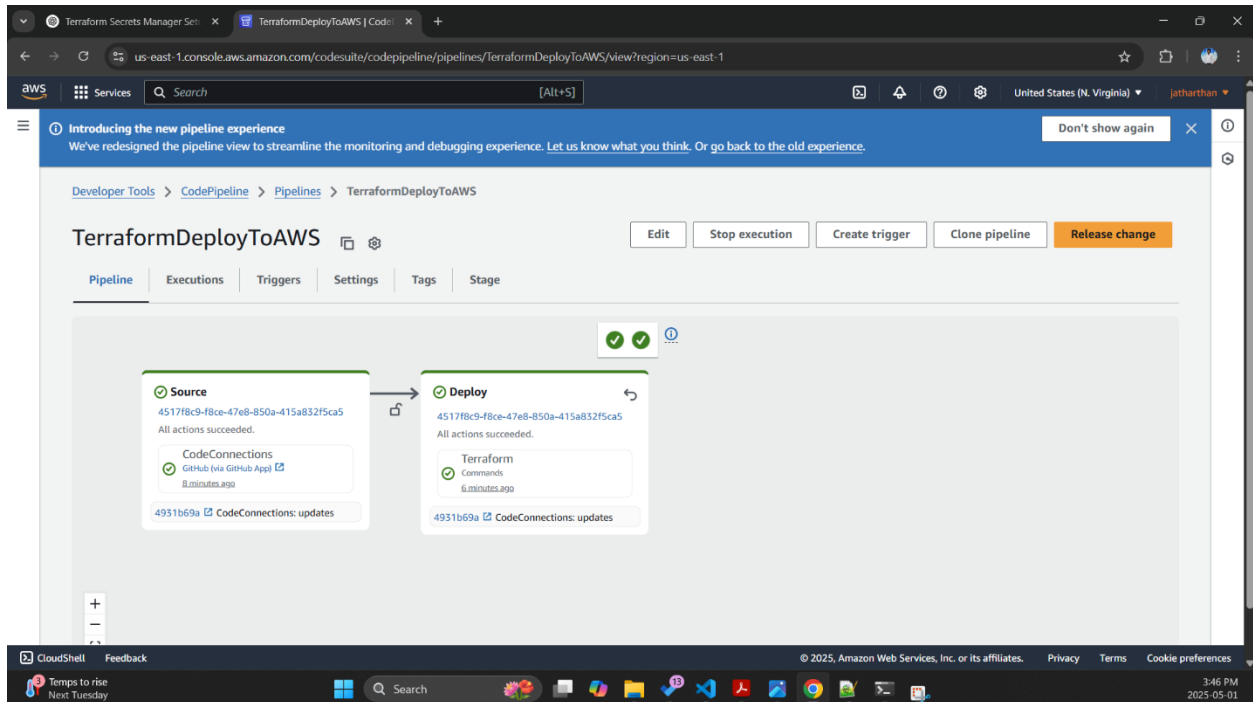 Terraform Secrets Manager Set
TerraformDeployToAWS | Code
us-east-1.console.aws.amazon.com/codesuite/codepipeline/pipelines/TerraformDeployToAWS/view?region=us-east-1
aws Services Search [Alt+S] United States (N. Virginia) jatharthan
Introducing the new pipeline experience
We've redesigned the pipeline view to streamline the monitoring and debugging experience. Let us know what you think. Or go back to the old experience.
Don't show again
Developer Tools > CodePipeline > Pipelines > TerraformDeployToAWS
TerraformDeployToAWS
Edit Stop execution Create trigger Clone pipeline Release change
Pipeline Executions Triggers Settings Tags Stage
Source
4517f8c9-f8ce-47e8-850a-415a832f5ca5
All actions succeeded.
CodeConnections
GitHub (via GitHub App)
8 minutes ago
4931b69a CodeConnections: updates
Deploy
4517f8c9-f8ce-47e8-850a-415a832f5ca5
All actions succeeded.
Terraform
Commands
6 minutes ago
4931b69a CodeConnections: updates
CloudShell Feedback © 2025, Amazon Web Services, Inc. or its affiliates. Privacy Terms Cookie preferences
3
Temps to rise
Next Tuesday
Search
13
3:46 PM
2025-05-01